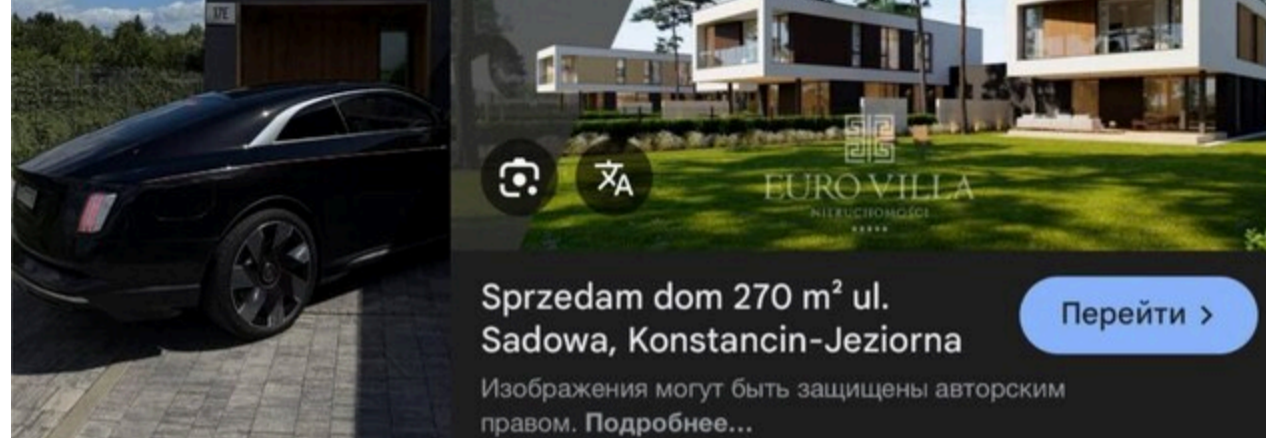 17E
EURO VILLA
NIERUCHOMOŚCI
Sprzedam dom 270 m² ul.
Sadowa, Konstancin-Jeziorna
Перейти >
Изображения могут быть защищены авторским
правом. Подробнее...